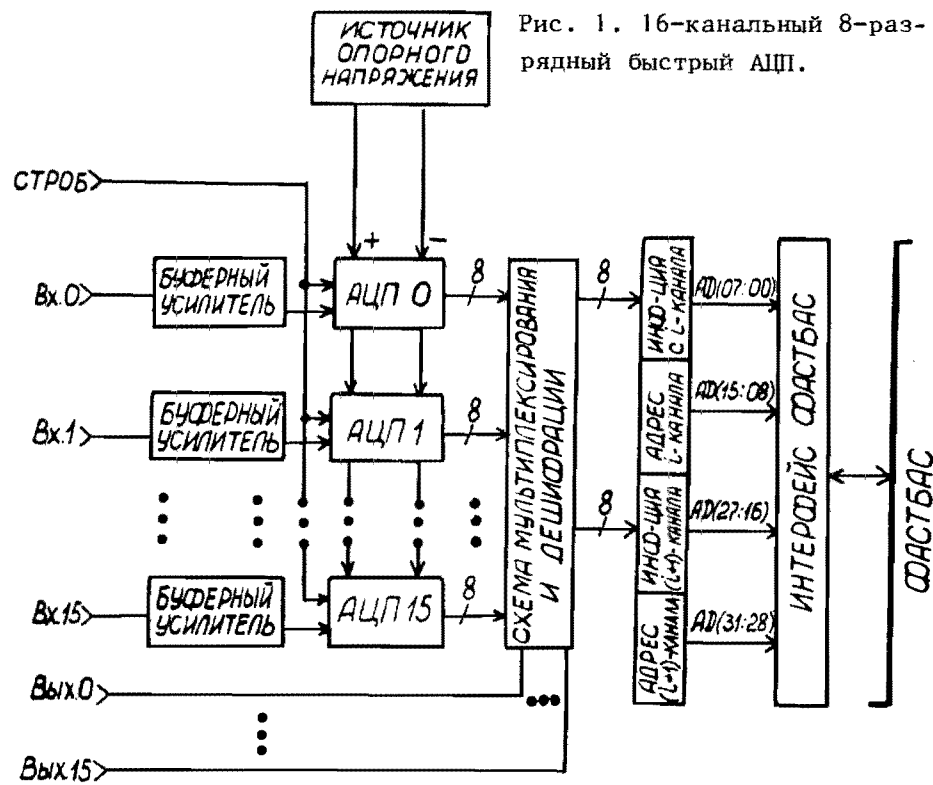 Рис. 1. 16-канальный 8-раз-
рядный быстрый АЦП.
ИСТОЧНИК
ОПОРНОГО
НАПРЯЖЕНИЯ
СТРОБ
+
−
Вх.0
БУФЕРНЫЙ
УСИЛИТЕЛЬ
АЦП 0
8
8
Вх.1
БУФЕРНЫЙ
УСИЛИТЕЛЬ
АЦП 1
8
8
Вх.15
БУФЕРНЫЙ
УСИЛИТЕЛЬ
АЦП 15
8
СХЕМА МУЛЬТИПЛЕКСИРОВАНИЯ
И ДЕШИФРАЦИИ
ИНФ-ЦИЯ
С i-КАНАЛА
AD(07:00)
АДРЕС
i-КАНАЛА
AD(15:08)
ИНФ-ЦИЯ
(i+1)-КАНАЛА
AD(27:16)
АДРЕС
(i+1)-КАНАЛА
AD(31:28)
ИНТЕРФЕЙС ФАСТБАС
ФАСТБАС
Вых.0
Вых.15